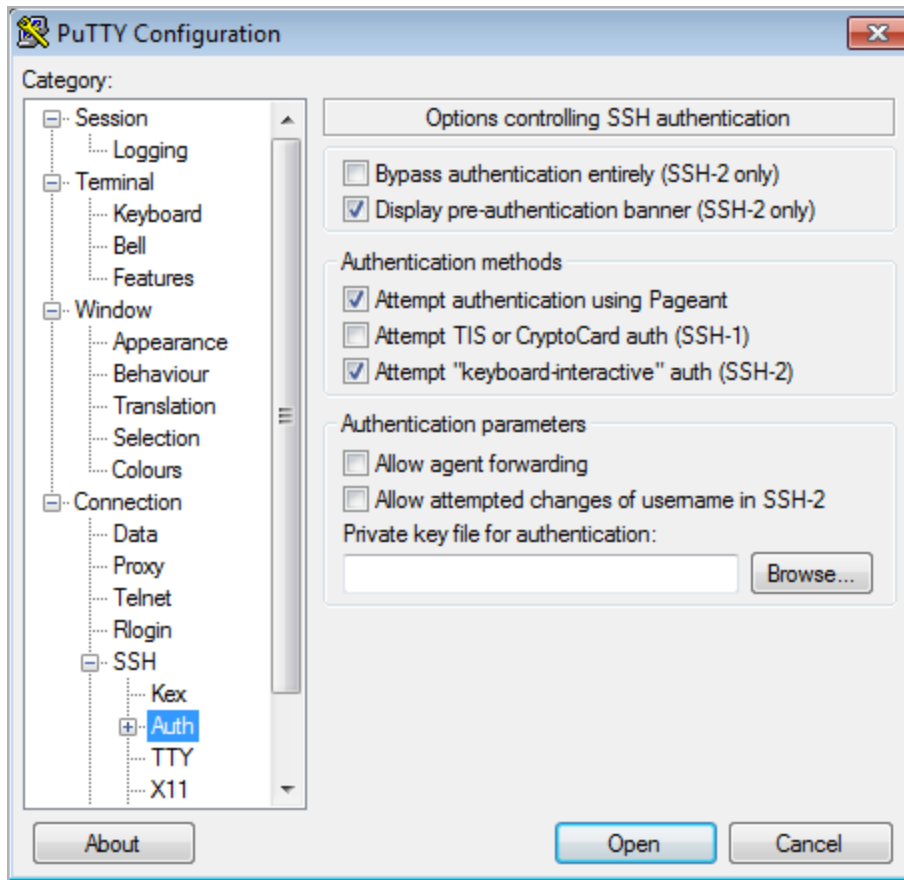 PuTTY Configuration
Category:
Session
Logging
Terminal
Keyboard
Bell
Features
Window
Appearance
Behaviour
Translation
Selection
Colours
Connection
Data
Proxy
Telnet
Rlogin
SSH
Kex
Auth
TTY
X11
Options controlling SSH authentication
Bypass authentication entirely (SSH-2 only)
Display pre-authentication banner (SSH-2 only)
Authentication methods
Attempt authentication using Pageant
Attempt TIS or CryptoCard auth (SSH-1)
Attempt "keyboard-interactive" auth (SSH-2)
Authentication parameters
Allow agent forwarding
Allow attempted changes of username in SSH-2
Private key file for authentication:
Browse...
About
Open
Cancel